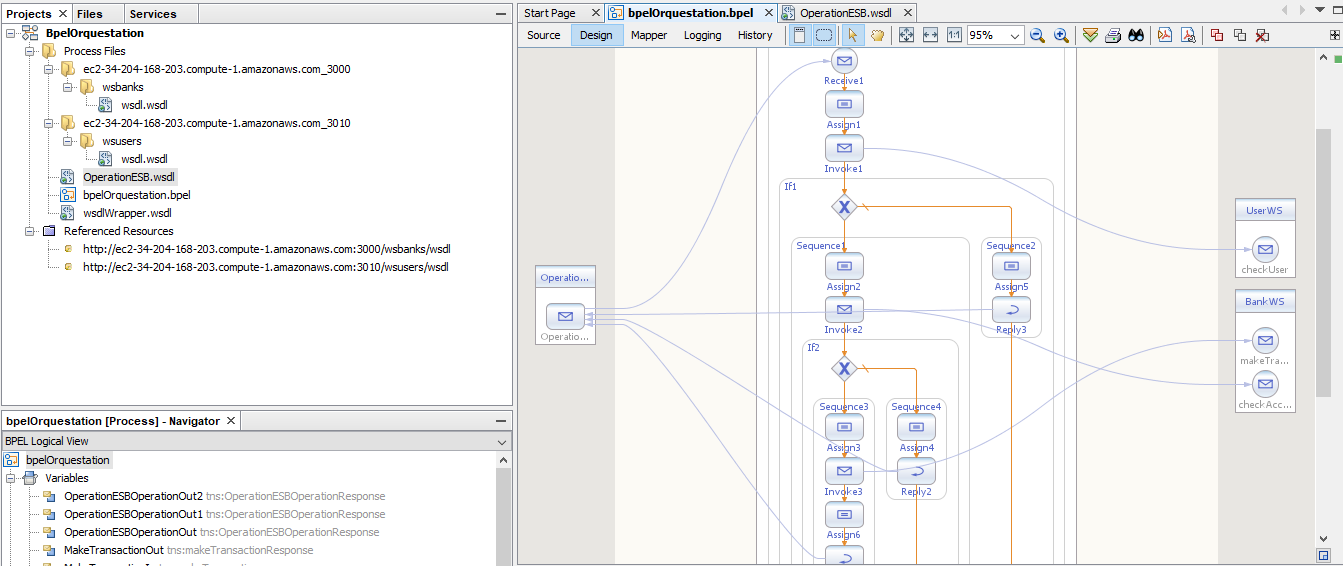 Projects
Files
Services
BpelOrquestation
Process Files
ec2-34-204-168-203.compute-1.amazonaws.com_3000
wsbanks
wsdl.wsdl
ec2-34-204-168-203.compute-1.amazonaws.com_3010
wsusers
wsdl.wsdl
OperationESB.wsdl
bpelOrquestation.bpel
wsdlWrapper.wsdl
Referenced Resources
http://ec2-34-204-168-203.compute-1.amazonaws.com:3000/wsbanks/wsdl
http://ec2-34-204-168-203.compute-1.amazonaws.com:3010/wsusers/wsdl
bpelOrquestation [Process] - Navigator
BPEL Logical View
bpelOrquestation
Variables
OperationESBOperationOut2 tns:OperationESBOperationResponse
OperationESBOperationOut1 tns:OperationESBOperationResponse
OperationESBOperationOut tns:OperationESBOperationResponse
MakeTransactionOut tns:makeTransactionResponse
Start Page
bpelOrquestation.bpel
OperationESB.wsdl
Source
Design
Mapper
Logging
History
1:1
95%
Operatio...
Operatio...
Receive1
Assign1
Invoke1
If1
Sequence1
Assign2
Invoke2
Sequence2
Assign5
Reply3
If2
Sequence3
Assign3
Invoke3
Assign6
Sequence4
Assign4
Reply2
UserWS
checkUser
BankWS
makeTra...
checkAcc...